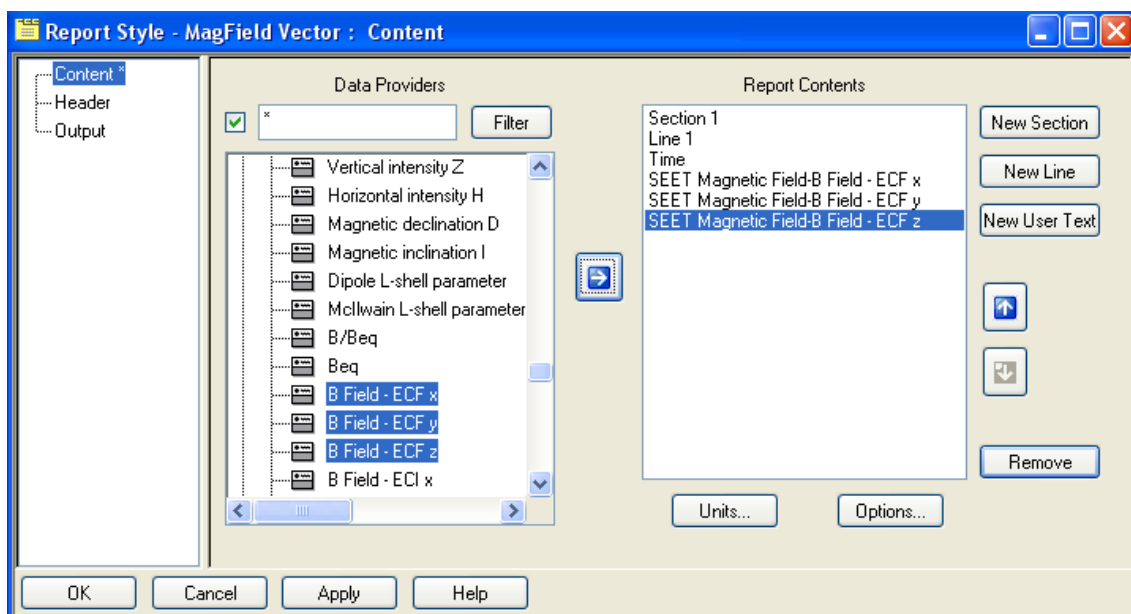 Report Style - MagField Vector : Content
Content *
Header
Output
Data Providers
*
Filter
Vertical intensity Z
Horizontal intensity H
Magnetic declination D
Magnetic inclination I
Dipole L-shell parameter
McIlwain L-shell parameter
B/Beq
Beq
B Field - ECF x
B Field - ECF y
B Field - ECF z
B Field - ECI x
Report Contents
Section 1
Line 1
Time
SEET Magnetic Field-B Field - ECF x
SEET Magnetic Field-B Field - ECF y
SEET Magnetic Field-B Field - ECF z
New Section
New Line
New User Text
Remove
Units...
Options...
OK
Cancel
Apply
Help